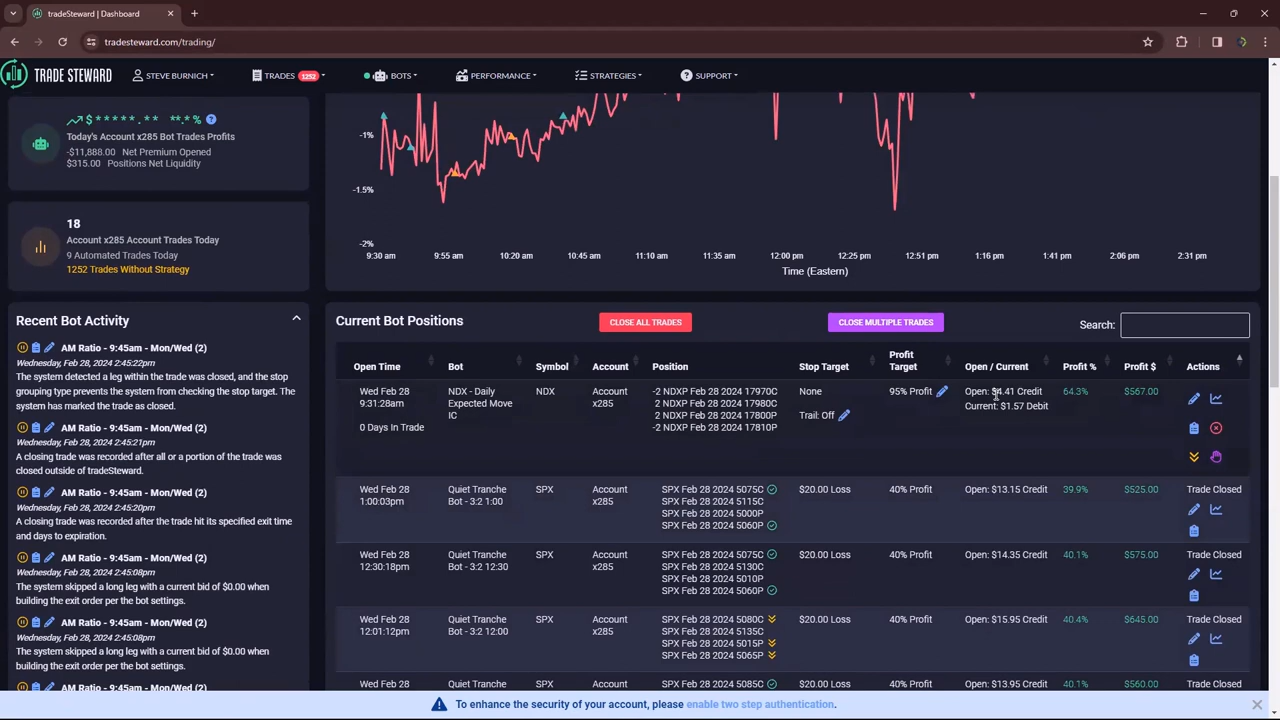 tradeSteward | Dashboard
tradesteward.com/trading/
TRADE STEWARD
STEVE BURNICH
TRADES 1252
BOTS
PERFORMANCE
STRATEGIES
SUPPORT
$*****.** **.*%
Today's Account x285 Bot Trades Profits
-$11,888.00 Net Premium Opened
$315.00 Positions Net Liquidity
18
Account x285 Account Trades Today
9 Automated Trades Today
1252 Trades Without Strategy
-1%
-1.5%
-2%
9:30 am 9:55 am 10:20 am 10:45 am 11:10 am 11:35 am 12:00 pm 12:25 pm 12:51 pm 1:16 pm 1:41 pm 2:06 pm 2:31 pm
Time (Eastern)
Recent Bot Activity
AM Ratio - 9:45am - Mon/Wed (2)
Wednesday, Feb 28, 2024 2:45:22pm
The system detected a leg within the trade was closed, and the stop
grouping type prevents the system from checking the stop target. The
system has marked the trade as closed.
AM Ratio - 9:45am - Mon/Wed (2)
Wednesday, Feb 28, 2024 2:45:21pm
A closing trade was recorded after all or a portion of the trade was
closed outside of tradeSteward.
AM Ratio - 9:45am - Mon/Wed (2)
Wednesday, Feb 28, 2024 2:45:20pm
A closing trade was recorded after the trade hit its specified exit time
and days to expiration.
AM Ratio - 9:45am - Mon/Wed (2)
Wednesday, Feb 28, 2024 2:45:08pm
The system skipped a long leg with a current bid of $0.00 when
building the exit order per the bot settings.
AM Ratio - 9:45am - Mon/Wed (2)
Wednesday, Feb 28, 2024 2:45:08pm
The system skipped a long leg with a current bid of $0.00 when
building the exit order per the bot settings.
AM Ratio - 9:45am - Mon/Wed (2)
Current Bot Positions
CLOSE ALL TRADES
CLOSE MULTIPLE TRADES
Search:
Open Time Bot Symbol Account Position Stop Target Profit Target Open / Current Profit % Profit $ Actions
Wed Feb 28 NDX - Daily NDX Account -2 NDXP Feb 28 2024 17970C None 95% Profit Open: $4.41 Credit 64.3% $567.00
9:31:28am Expected Move x285 2 NDXP Feb 28 2024 17980C Current: $1.57 Debit
IC 2 NDXP Feb 28 2024 17800P Trail: Off
0 Days In Trade -2 NDXP Feb 28 2024 17810P
Wed Feb 28 Quiet Tranche SPX Account SPX Feb 28 2024 5075C $20.00 Loss 40% Profit Open: $13.15 Credit 39.9% $525.00 Trade Closed
1:00:03pm Bot - 3:2 1:00 x285 SPX Feb 28 2024 5115C
SPX Feb 28 2024 5000P
SPX Feb 28 2024 5060P
Wed Feb 28 Quiet Tranche SPX Account SPX Feb 28 2024 5075C $20.00 Loss 40% Profit Open: $14.35 Credit 40.1% $575.00 Trade Closed
12:30:18pm Bot - 3:2 12:30 x285 SPX Feb 28 2024 5130C
SPX Feb 28 2024 5010P
SPX Feb 28 2024 5060P
Wed Feb 28 Quiet Tranche SPX Account SPX Feb 28 2024 5080C $20.00 Loss 40% Profit Open: $15.95 Credit 40.4% $645.00 Trade Closed
12:01:12pm Bot - 3:2 12:00 x285 SPX Feb 28 2024 5135C
SPX Feb 28 2024 5015P
SPX Feb 28 2024 5065P
Wed Feb 28 Quiet Tranche SPX Account SPX Feb 28 2024 5085C $20.00 Loss 40% Profit Open: $13.95 Credit 40.1% $560.00 Trade Closed
To enhance the security of your account, please enable two step authentication.